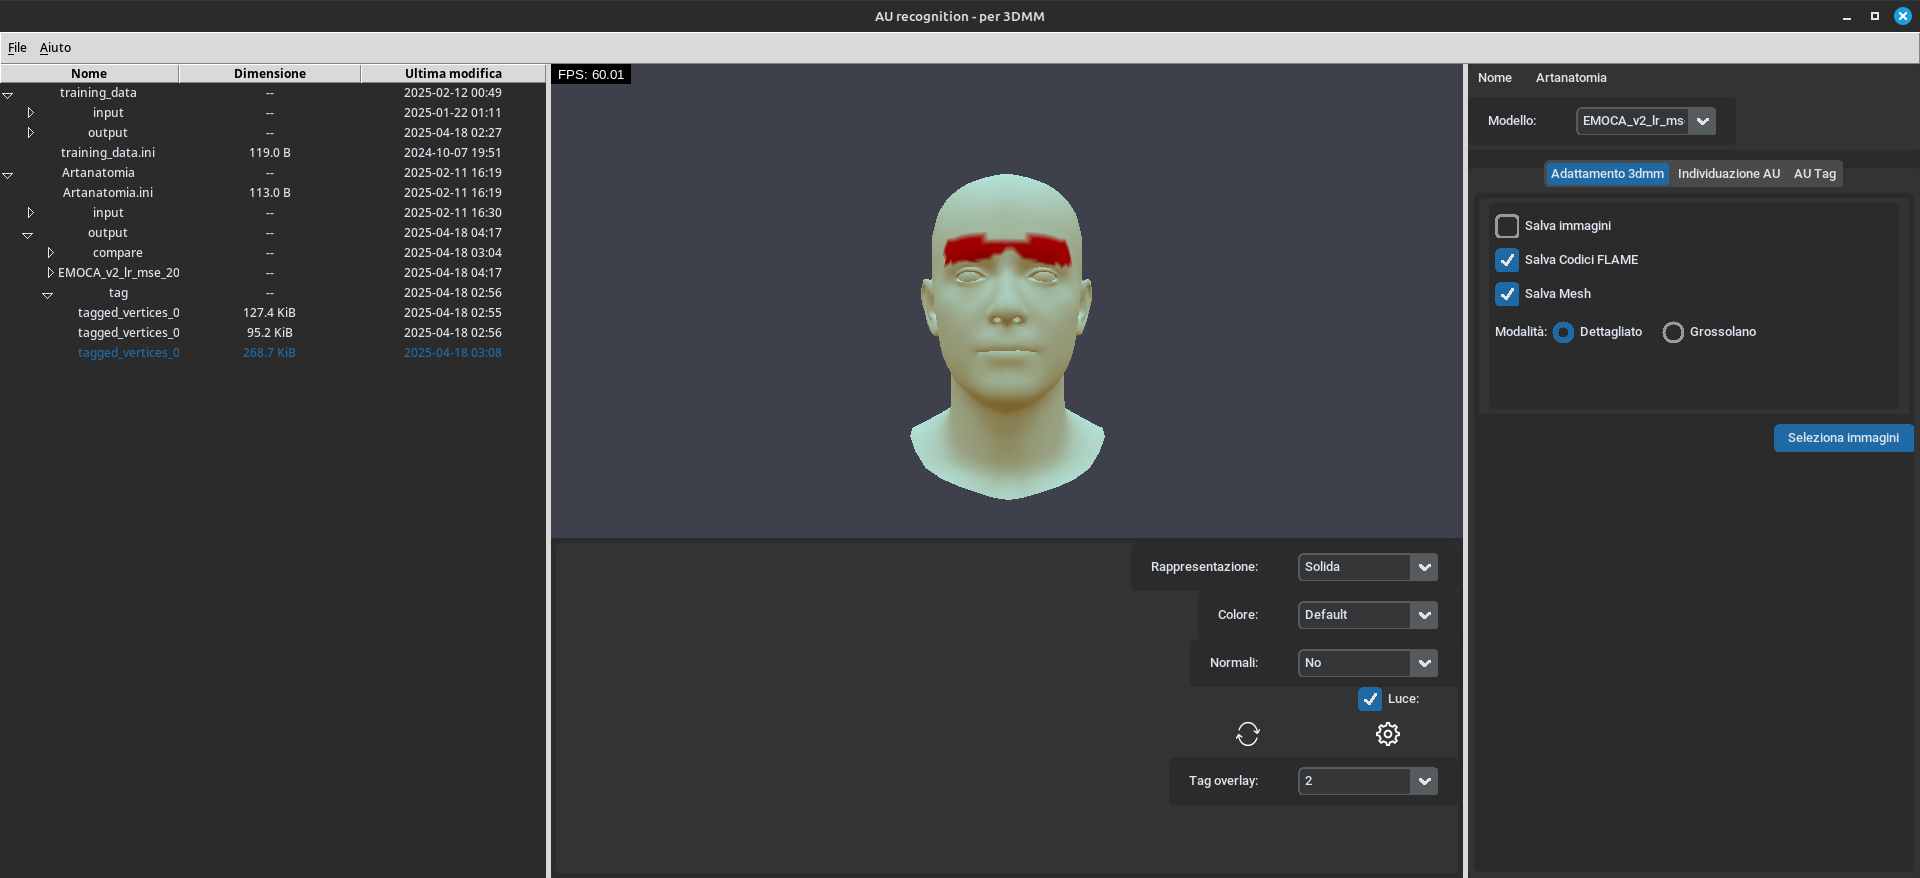 AU recognition - per 3DMM
File Aiuto
Nome Dimensione Ultima modifica
training_data -- 2025-02-12 00:49
input -- 2025-01-22 01:11
output -- 2025-04-18 02:27
training_data.ini 119.0 B 2024-10-07 19:51
Artanatomia -- 2025-02-11 16:19
Artanatomia.ini 113.0 B 2025-02-11 16:19
input -- 2025-02-11 16:30
output -- 2025-04-18 04:17
compare -- 2025-04-18 03:04
EMOCA_v2_lr_mse_20 -- 2025-04-18 04:17
tag -- 2025-04-18 02:56
tagged_vertices_0 127.4 KiB 2025-04-18 02:55
tagged_vertices_0 95.2 KiB 2025-04-18 02:56
tagged_vertices_0 268.7 KiB 2025-04-18 03:08
FPS: 60.01
Rappresentazione: Solida
Colore: Default
Normali: No
Luce:
Tag overlay: 2
Nome Artanatomia
Modello: EMOCA_v2_lr_ms
Adattamento 3dmm Individuazione AU AU Tag
Salva immagini
Salva Codici FLAME
Salva Mesh
Modalità: Dettagliato Grossolano
Seleziona immagini